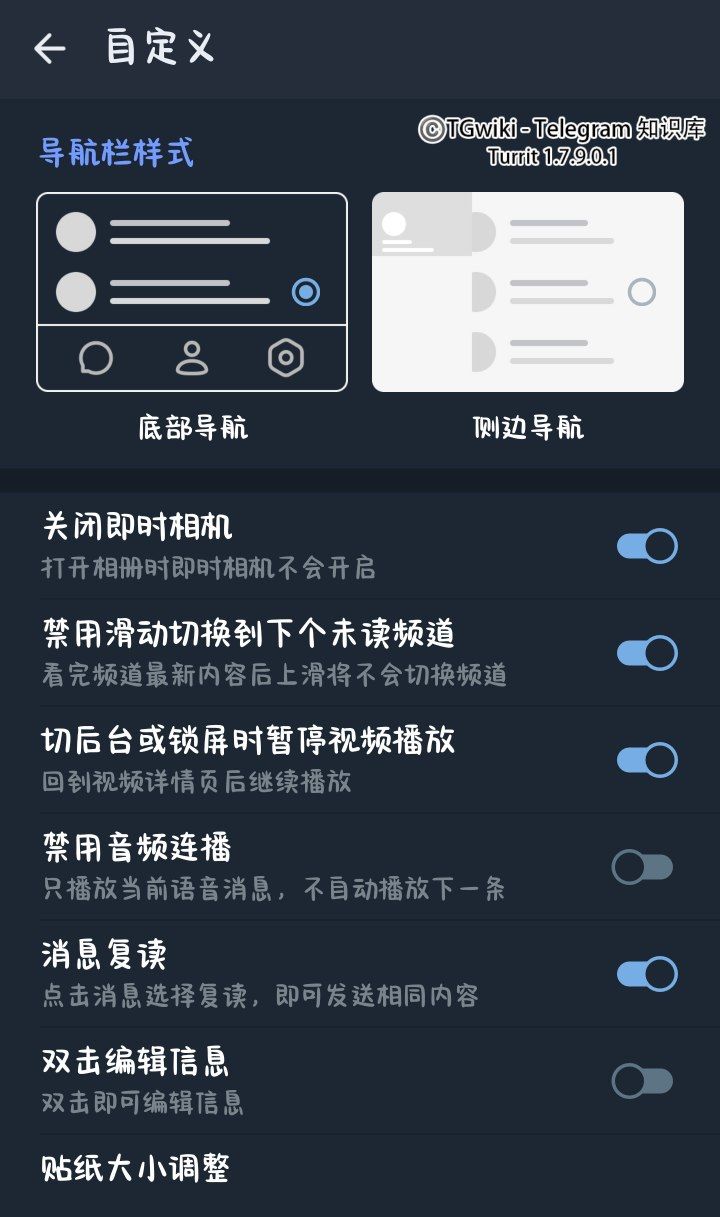 自定义
©TGwiki - Telegram 知识库
Turrit 1.7.9.0.1
导航栏样式
底部导航
侧边导航
关闭即时相机
打开相册时即时相机不会开启
禁用滑动切换到下个未读频道
看完频道最新内容后上滑将不会切换频道
切后台或锁屏时暂停视频播放
回到视频详情页后继续播放
禁用音频连播
只播放当前语音消息，不自动播放下一条
消息复读
点击消息选择复读，即可发送相同内容
双击编辑信息
双击即可编辑信息
贴纸大小调整